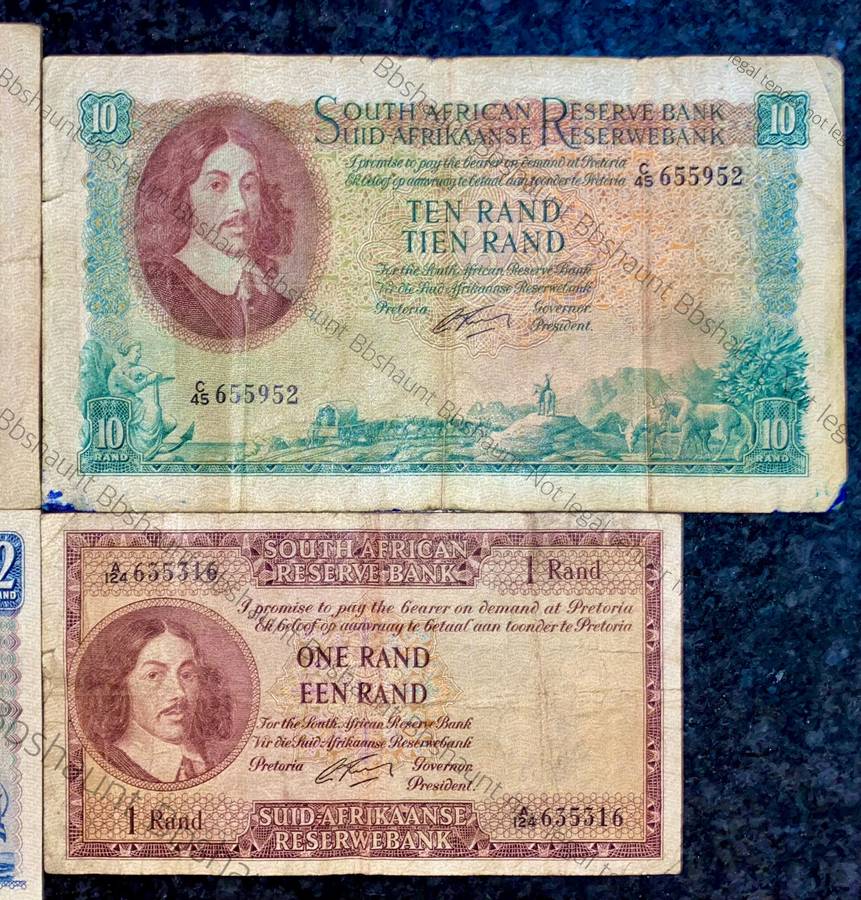 10
10
SOUTH AFRICAN RESERVE BANK
SUID-AFRIKAANSE RESERWEBANK
I promise to pay the bearer on demand at Pretoria
Ek beloof op aanvraag te betaal aan toonder te Pretoria
C/45 655952
TEN RAND
TIEN RAND
For the South African Reserve Bank
Vir die Suid-Afrikaanse Reserwebank
Pretoria
Governor.
President.
C/45 655952
10
RAND
10
RAND
2
SOUTH AFRICAN
RESERVE BANK
A/124 635316
1 Rand
I promise to pay the bearer on demand at Pretoria
Ek beloof op aanvraag te betaal aan toonder te Pretoria
ONE RAND
EEN RAND
For the South African Reserve Bank
Vir die Suid-Afrikaanse Reserwebank
Pretoria
Governor.
President.
1 Rand
SUID-AFRIKAANSE
RESERWEBANK
A/124 635316
Bbshaunt Not legal tender